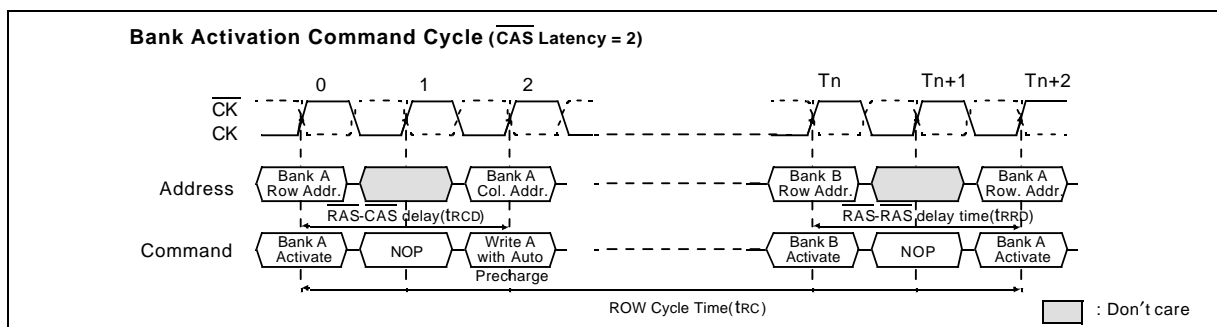 Bank Activation Command Cycle (CAS Latency = 2)
0 1 2 Tn Tn+1 Tn+2
CK
CK
Address
Bank A
Row Addr.
Bank A
Col. Addr.
Bank B
Row Addr.
Bank A
Row. Addr.
RAS-CAS delay(tRCD)
RAS-RAS delay time(tRRD)
Command
Bank A
Activate
NOP
Write A
with Auto
Precharge
Bank B
Activate
NOP
Bank A
Activate
ROW Cycle Time(tRC)
: Don't care